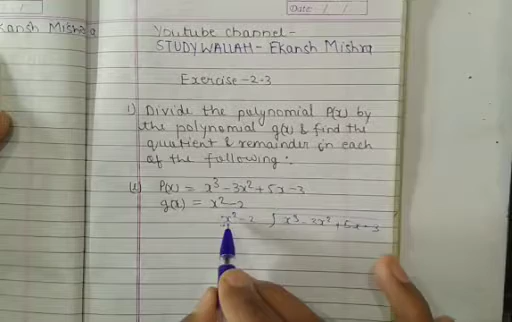 Date / /
Kansh Mishra
Youtube channel-
STUDYWALLAH- Ekansh Mishra
Exercise-2.3
1) Divide the polynomial P(x) by
the polynomial g(x) & find the
quotient & remainder in each
of the following:
(i) P(x) = x³-3x²+5x-3
g(x) = x²-2
x²-2 ) x³-3x²+5x-3